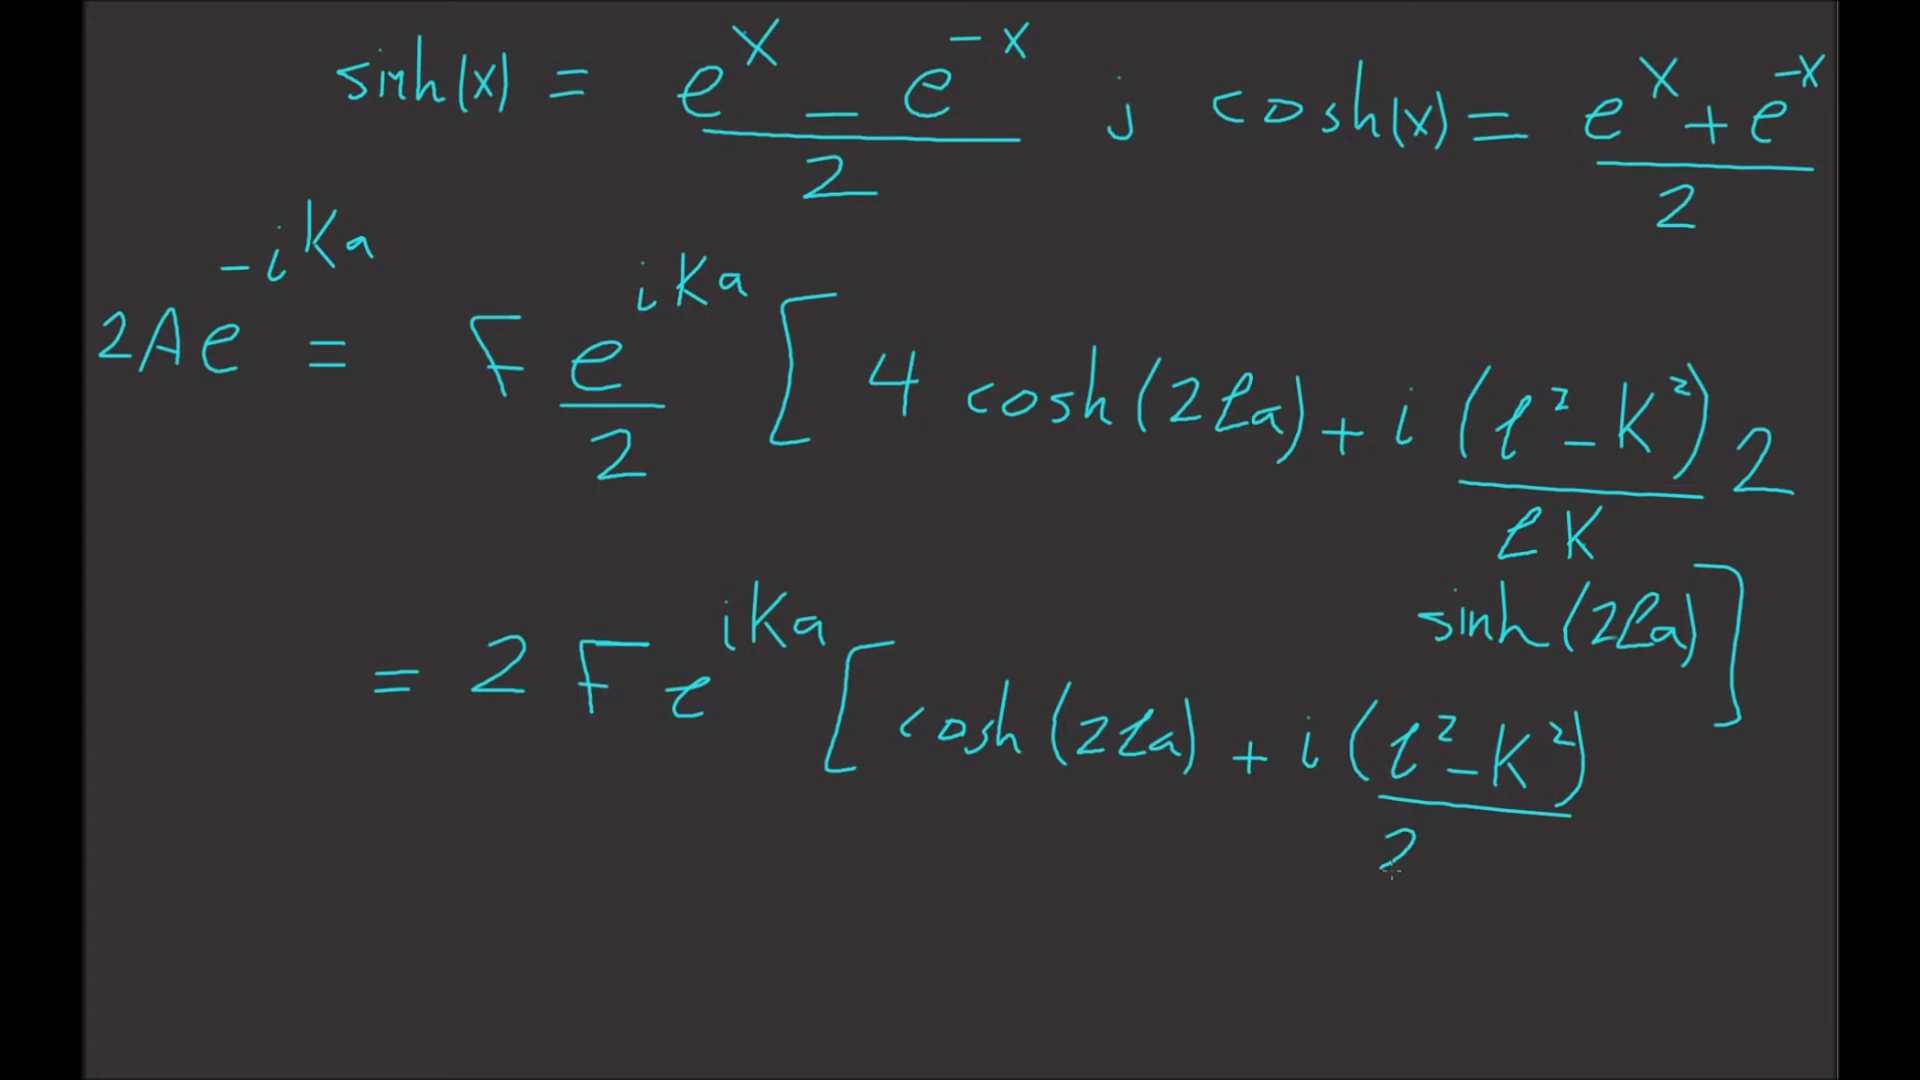 sinh(x) = e^x - e^-x / 2 ; cosh(x) = e^x + e^-x / 2
2Ae^-iKa = F e^iKa / 2 [ 4 cosh(2la) + i (l² - K²) / lK 2
sinh(2la) ]
= 2 F e^iKa [ cosh(2la) + i (l² - K²) / 2